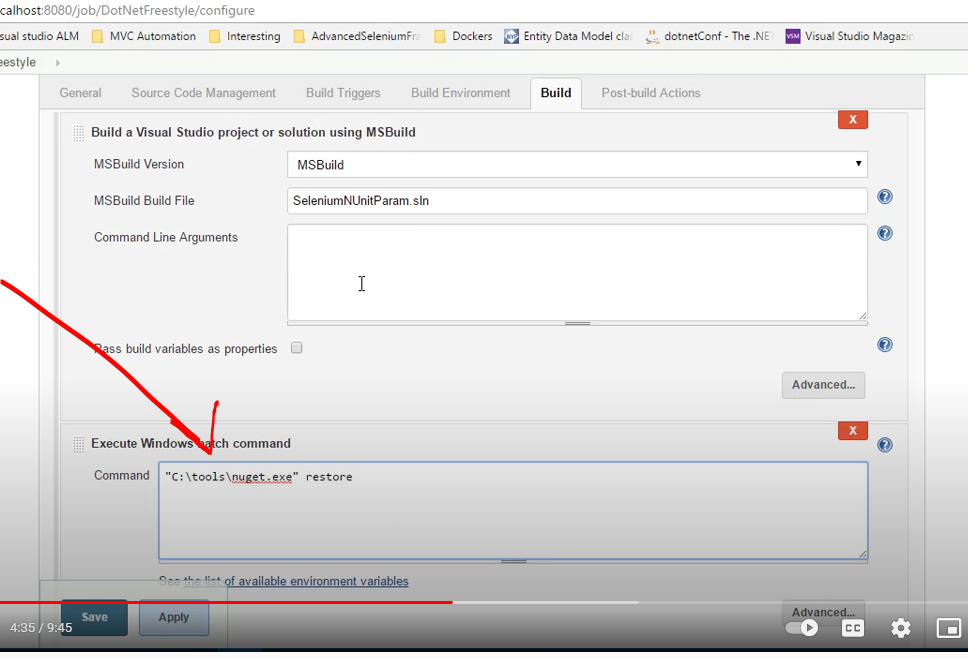 calhost:8080/job/DotNetFreestyle/configure
sual studio ALM MVC Automation Interesting AdvancedSeleniumFra Dockers Entity Data Model cla dotnetConf - The .NE VSM Visual Studio Magazin
eestyle
General Source Code Management Build Triggers Build Environment Build Post-build Actions
Build a Visual Studio project or solution using MSBuild X
MSBuild Version MSBuild
MSBuild Build File SeleniumNUnitParam.sln ?
Command Line Arguments ?
Pass build variables as properties ?
Advanced...
X
Execute Windows batch command ?
Command "C:\tools\nuget.exe" restore
See the list of available environment variables
Advanced...
Save Apply
4:35 / 9:45 CC